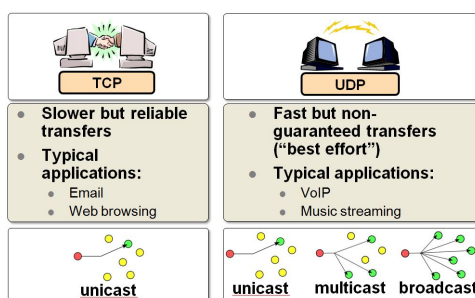 TCP
Slower but reliable
transfers
Typical
applications:
Email
Web browsing
unicast
UDP
Fast but non-
guaranteed transfers
(“best effort”)
Typical applications:
VoIP
Music streaming
unicast multicast broadcast